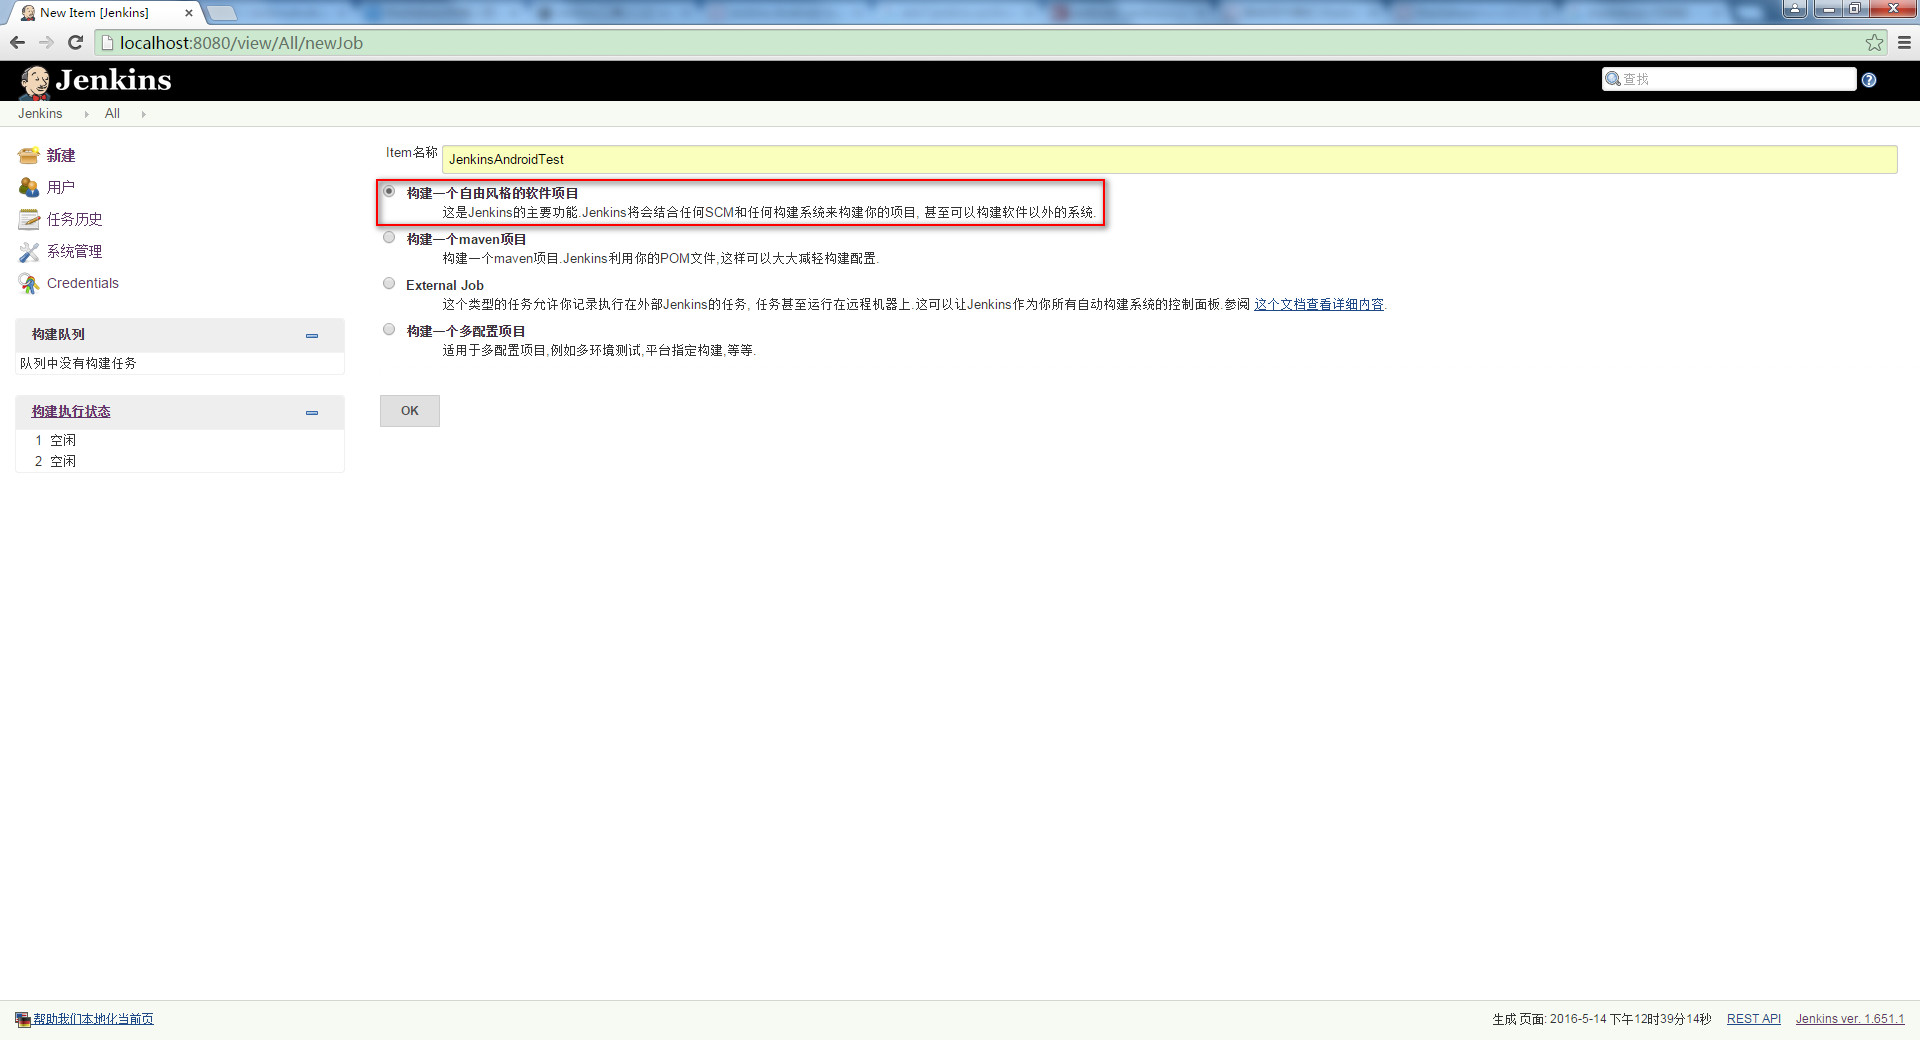 New Item [Jenkins]
localhost:8080/view/All/newJob
Jenkins
查找
Jenkins All
新建
用户
任务历史
系统管理
Credentials
构建队列
队列中没有构建任务
构建执行状态
1 空闲
2 空闲
Item名称 JenkinsAndroidTest
构建一个自由风格的软件项目
这是Jenkins的主要功能.Jenkins将会结合任何SCM和任何构建系统来构建你的项目, 甚至可以构建软件以外的系统.
构建一个maven项目
构建一个maven项目.Jenkins利用你的POM文件,这样可以大大减轻构建配置.
External Job
这个类型的任务允许你记录执行在外部Jenkins的任务, 任务甚至运行在远程机器上.这可以让Jenkins作为你所有自动构建系统的控制面板.参阅 这个文档查看详细内容.
构建一个多配置项目
适用于多配置项目,例如多环境测试,平台指定构建,等等.
OK
帮助我们本地化当前页
生成页面: 2016-5-14 下午12时39分14秒 REST API Jenkins ver. 1.651.1